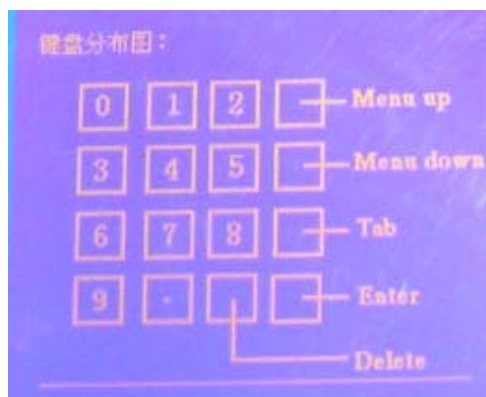 键盘分布图：
0 1 2 Menu up
3 4 5 Menu down
6 7 8 Tab
9 · Enter
Delete